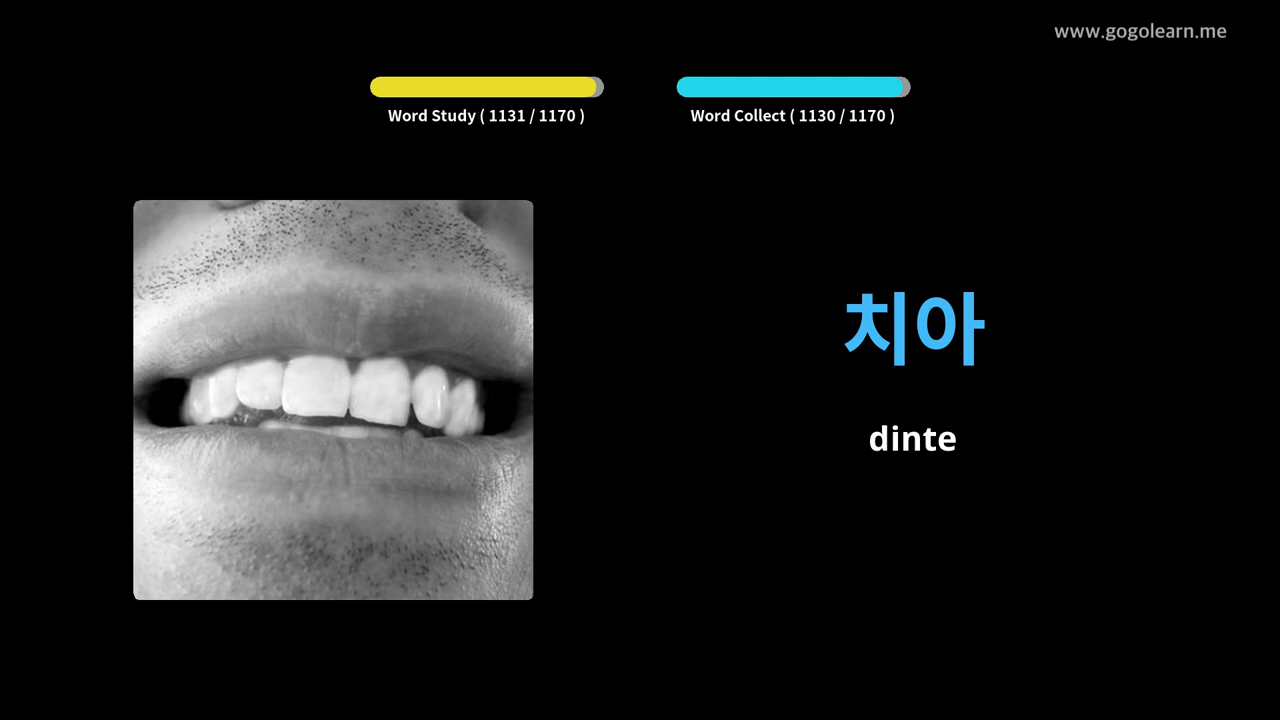 www.gogolearn.me
Word Study ( 1131 / 1170 )
Word Collect ( 1130 / 1170 )
치아
dinte